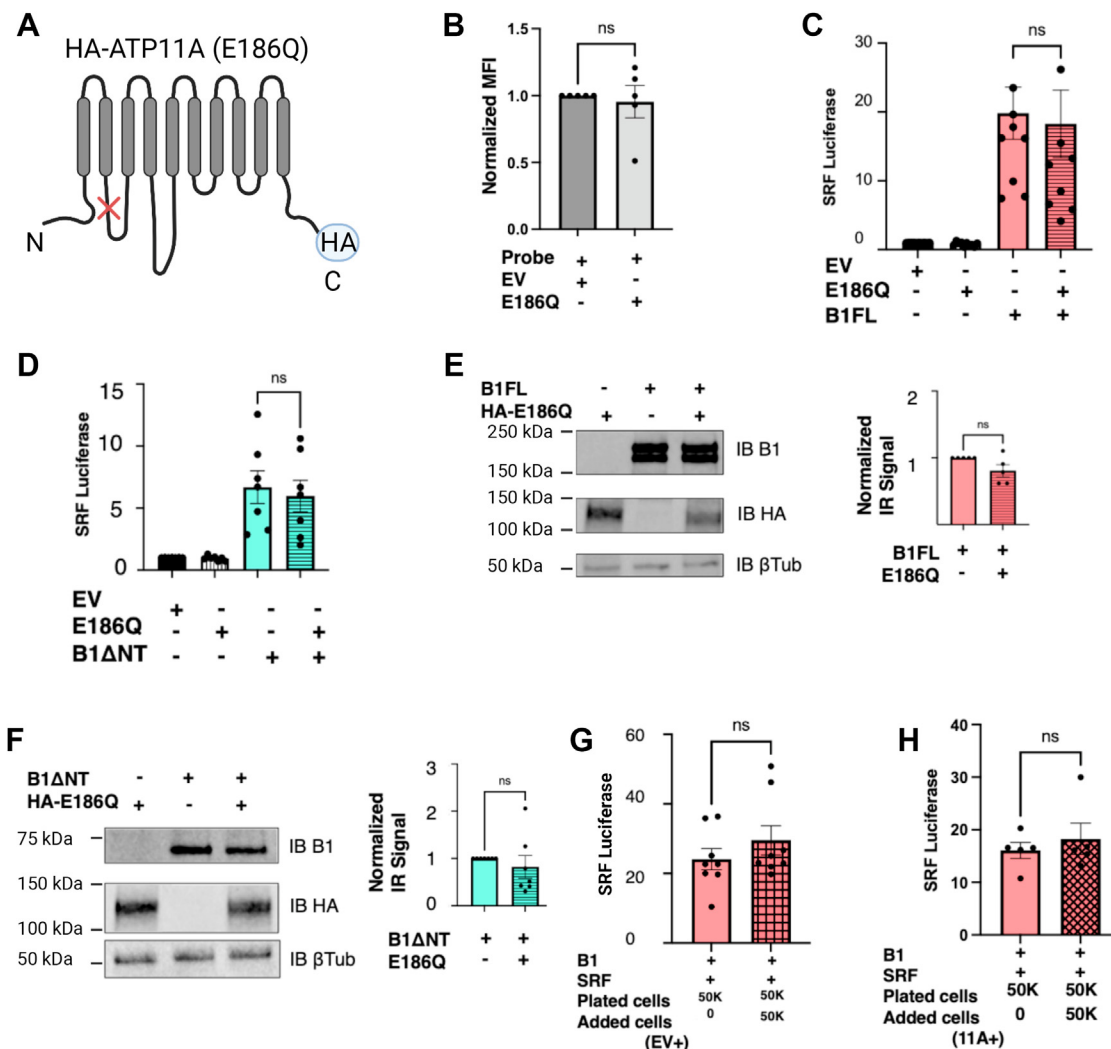 A
HA-ATP11A (E186Q)
N
HA
C
B
ns
Normalized MFI
1.0
0.5
0.0
Probe + +
EV + -
E186Q - +
C
ns
SRF Luciferase
30
20
10
0
EV + - - -
E186Q - + - +
B1FL - - + +
D
ns
SRF Luciferase
15
10
5
0
EV + - - -
E186Q - + - +
B1ΔNT - - + +
E
B1FL - + +
HA-E186Q + - +
250 kDa
150 kDa
IB B1
150 kDa
100 kDa
IB HA
50 kDa
IB βTub
Normalized
IR Signal
2
1
ns
B1FL + +
E186Q - +
F
B1ΔNT - + +
HA-E186Q + - +
75 kDa
IB B1
150 kDa
100 kDa
IB HA
50 kDa
IB βTub
Normalized
IR Signal
3
2
1
0
ns
B1ΔNT + +
E186Q - +
G
ns
SRF Luciferase
60
40
20
0
B1 + +
SRF + +
Plated cells 50K 50K
Added cells 0 50K
(EV+)
H
ns
SRF Luciferase
40
30
20
10
0
B1 + +
SRF + +
Plated cells 50K 50K
Added cells 0 50K
(11A+)